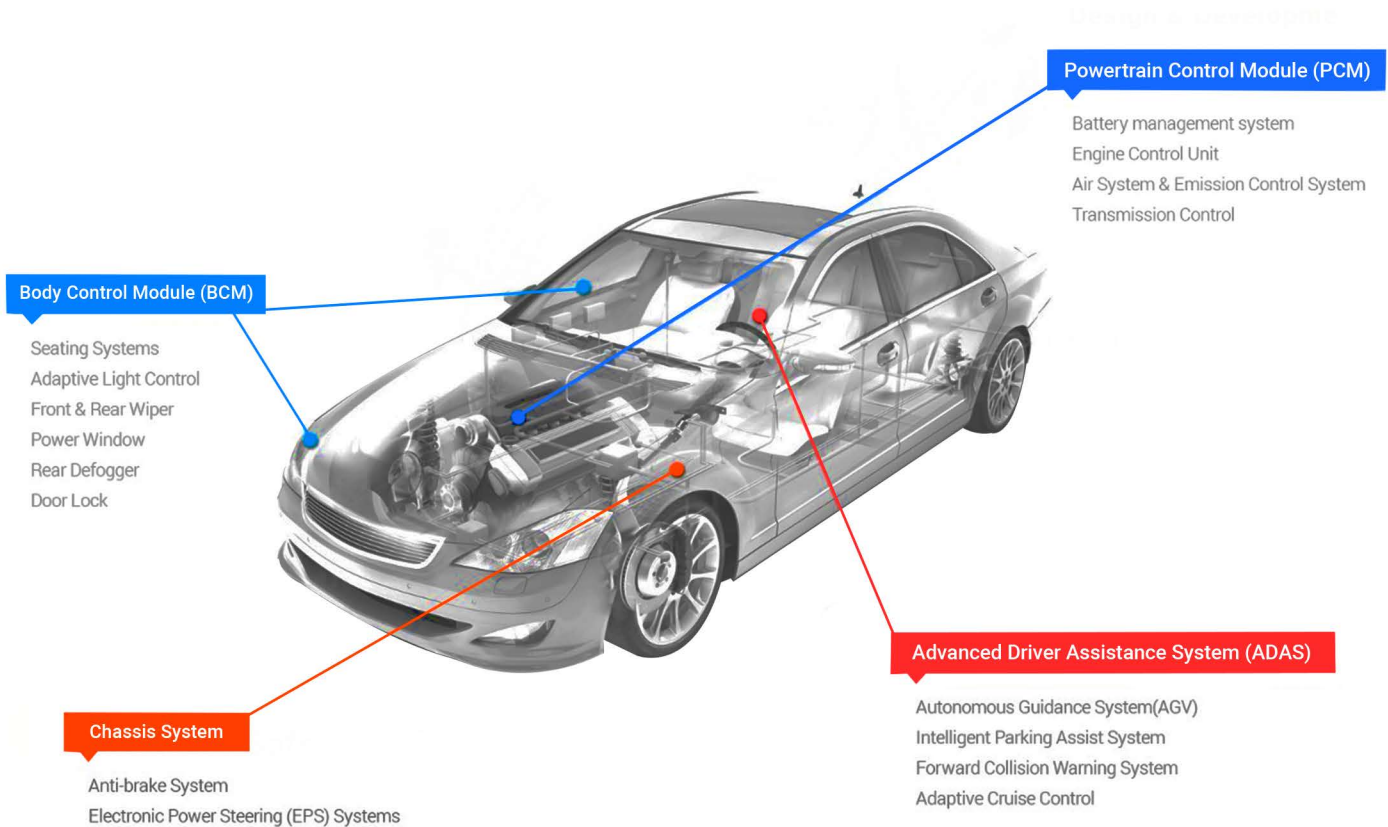 Powertrain Control Module (PCM)
Battery management system
Engine Control Unit
Air System & Emission Control System
Transmission Control
Body Control Module (BCM)
Seating Systems
Adaptive Light Control
Front & Rear Wiper
Power Window
Rear Defogger
Door Lock
Advanced Driver Assistance System (ADAS)
Autonomous Guidance System(AGV)
Intelligent Parking Assist System
Forward Collision Warning System
Adaptive Cruise Control
Chassis System
Anti-brake System
Electronic Power Steering (EPS) Systems